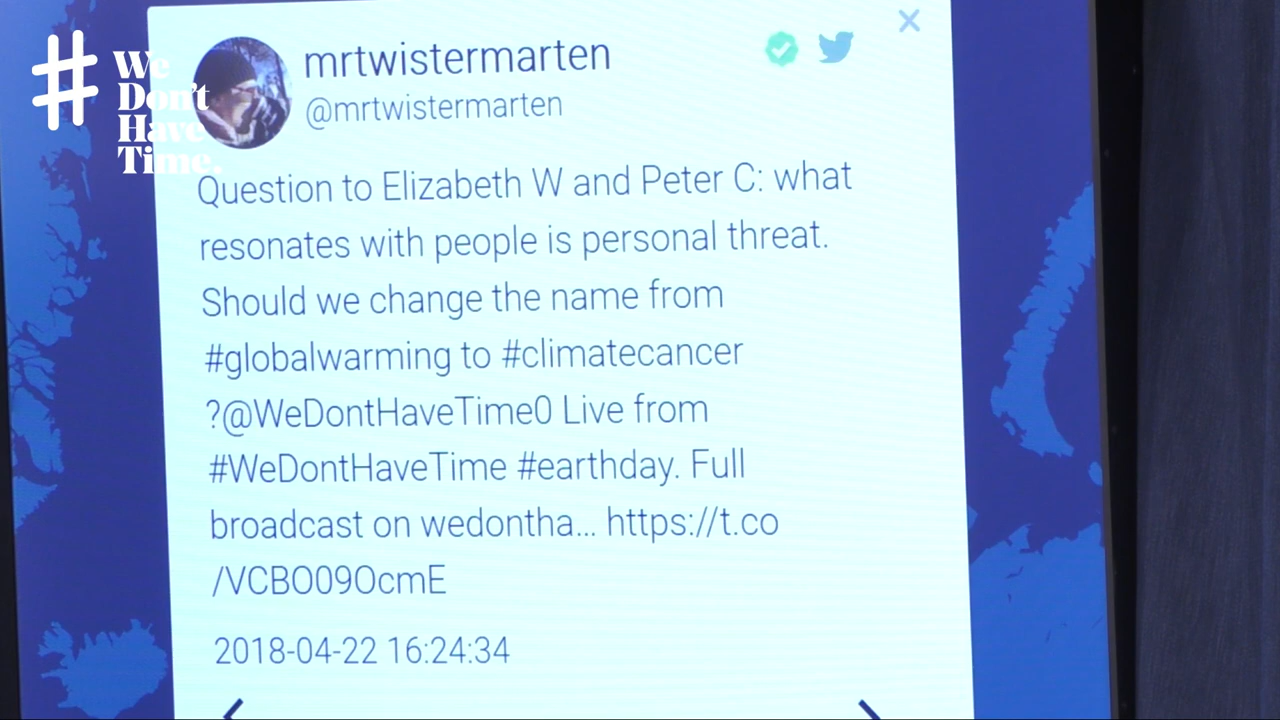 #
We
Don't
Have
Time.
mrtwistermarten
@mrtwistermarten
Question to Elizabeth W and Peter C: what
resonates with people is personal threat.
Should we change the name from
#globalwarming to #climatecancer
?@WeDontHaveTime0 Live from
#WeDontHaveTime #earthday. Full
broadcast on wedontha... https://t.co
/VCBO09OcmE
2018-04-22 16:24:34